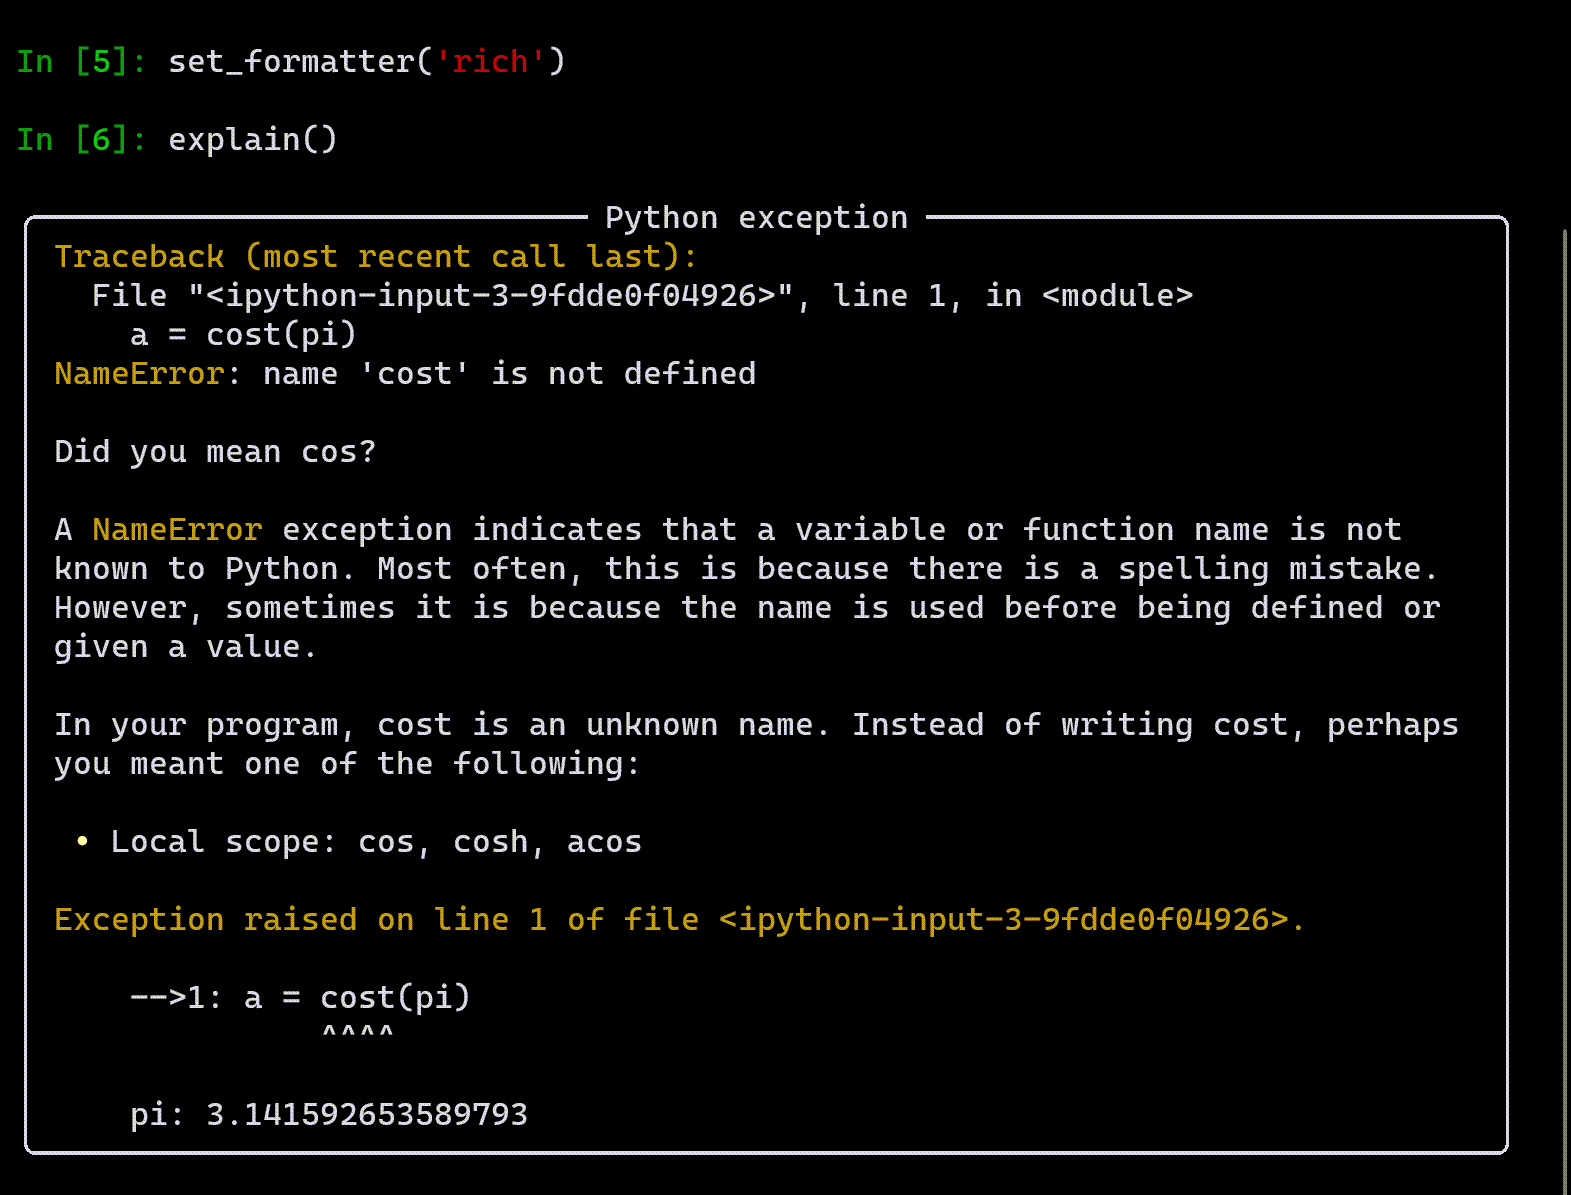 In [5]: set_formatter('rich')
In [6]: explain()
Python exception
Traceback (most recent call last):
  File "<ipython-input-3-9fdde0f04926>", line 1, in <module>
    a = cost(pi)
NameError: name 'cost' is not defined
Did you mean cos?
A NameError exception indicates that a variable or function name is not
known to Python. Most often, this is because there is a spelling mistake.
However, sometimes it is because the name is used before being defined or
given a value.
In your program, cost is an unknown name. Instead of writing cost, perhaps
you meant one of the following:
 • Local scope: cos, cosh, acos
Exception raised on line 1 of file <ipython-input-3-9fdde0f04926>.
    -->1: a = cost(pi)
              ^^^^
    pi: 3.141592653589793